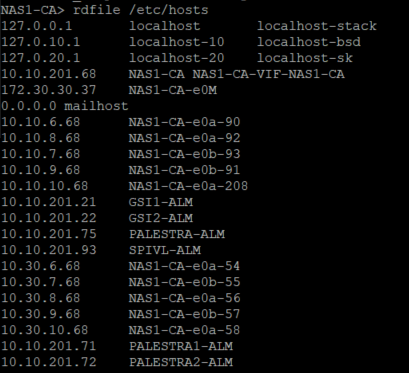 NAS1-CA> rdfile /etc/hosts
127.0.0.1 localhost localhost-stack
127.0.10.1 localhost-10 localhost-bsd
127.0.20.1 localhost-20 localhost-sk
10.10.201.68 NAS1-CA NAS1-CA-VIF-NAS1-CA
172.30.30.37 NAS1-CA-e0M
0.0.0.0 mailhost
10.10.6.68 NAS1-CA-e0a-90
10.10.8.68 NAS1-CA-e0a-92
10.10.7.68 NAS1-CA-e0b-93
10.10.9.68 NAS1-CA-e0b-91
10.10.10.68 NAS1-CA-e0a-208
10.10.201.21 GSI1-ALM
10.10.201.22 GSI2-ALM
10.10.201.75 PALESTRA-ALM
10.10.201.93 SPIVL-ALM
10.30.6.68 NAS1-CA-e0a-54
10.30.7.68 NAS1-CA-e0b-55
10.30.8.68 NAS1-CA-e0a-56
10.30.9.68 NAS1-CA-e0b-57
10.30.10.68 NAS1-CA-e0a-58
10.10.201.71 PALESTRA1-ALM
10.10.201.72 PALESTRA2-ALM